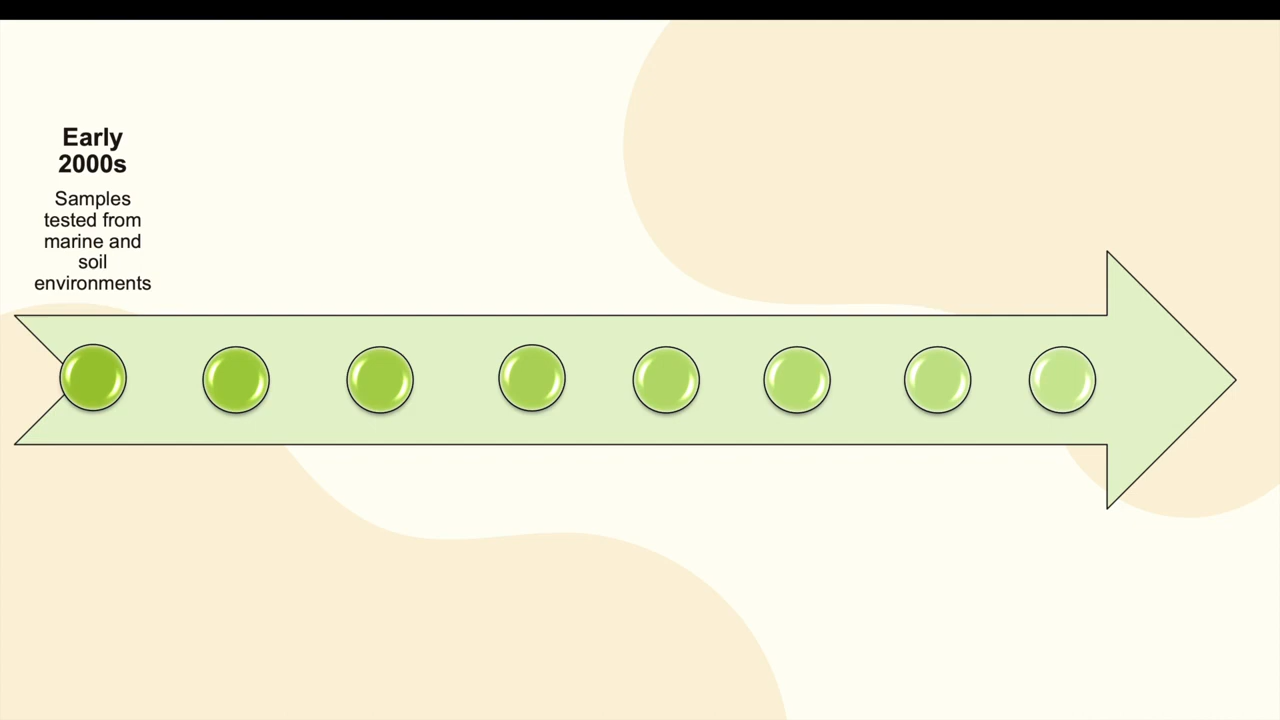 Early
2000s
Samples
tested from
marine and
soil
environments